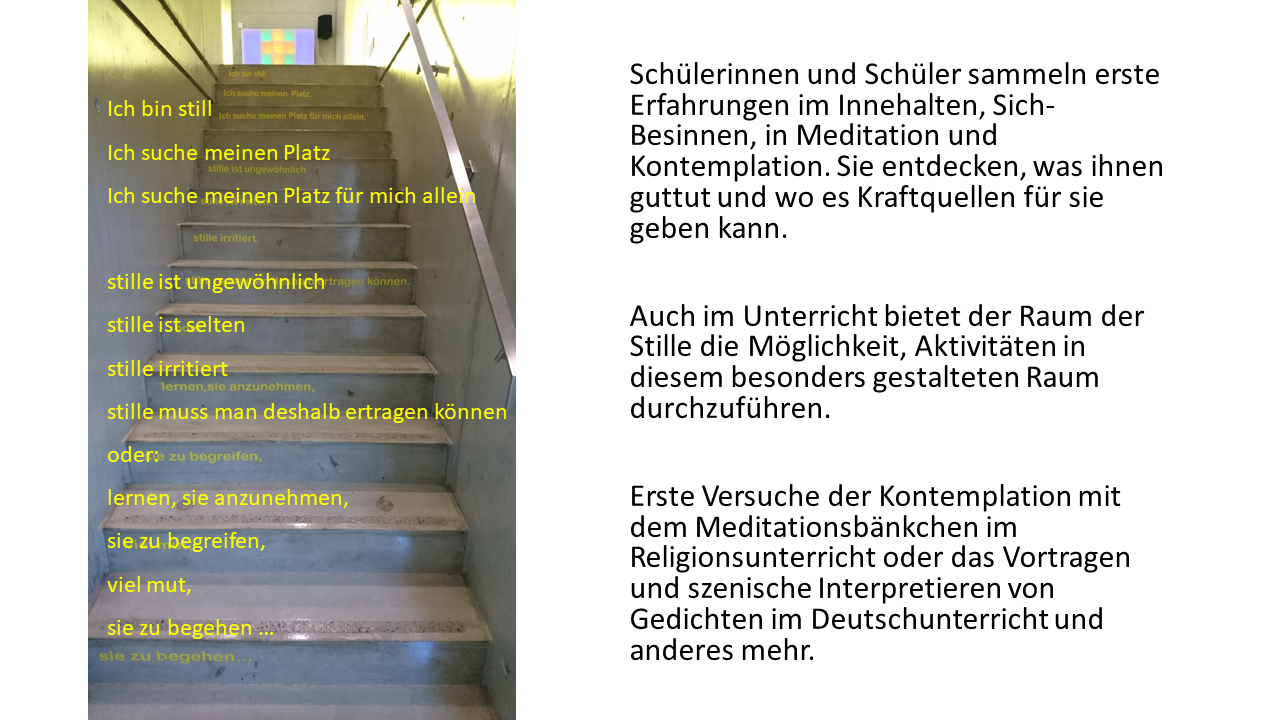 Ich bin still
Ich suche meinen Platz
Ich suche meinen Platz für mich allein
stille ist ungewöhnlich
stille ist selten
stille irritiert
stille muss man deshalb ertragen können
oder:
lernen, sie anzunehmen,
sie zu begreifen,
viel mut,
sie zu begehen ...
Ich bin still
Ich suche meinen Platz.
Ich suche meinen Platz für mich allein.
stille ist ungewöhnlich
stille irritiert.
ertragen können.
lernen,sie anzunehmen,
sie zu begreifen,
sie zu begehen...
Schülerinnen und Schüler sammeln erste
Erfahrungen im Innehalten, Sich-
Besinnen, in Meditation und
Kontemplation. Sie entdecken, was ihnen
guttut und wo es Kraftquellen für sie
geben kann.
Auch im Unterricht bietet der Raum der
Stille die Möglichkeit, Aktivitäten in
diesem besonders gestalteten Raum
durchzuführen.
Erste Versuche der Kontemplation mit
dem Meditationsbänkchen im
Religionsunterricht oder das Vortragen
und szenische Interpretieren von
Gedichten im Deutschunterricht und
anderes mehr.